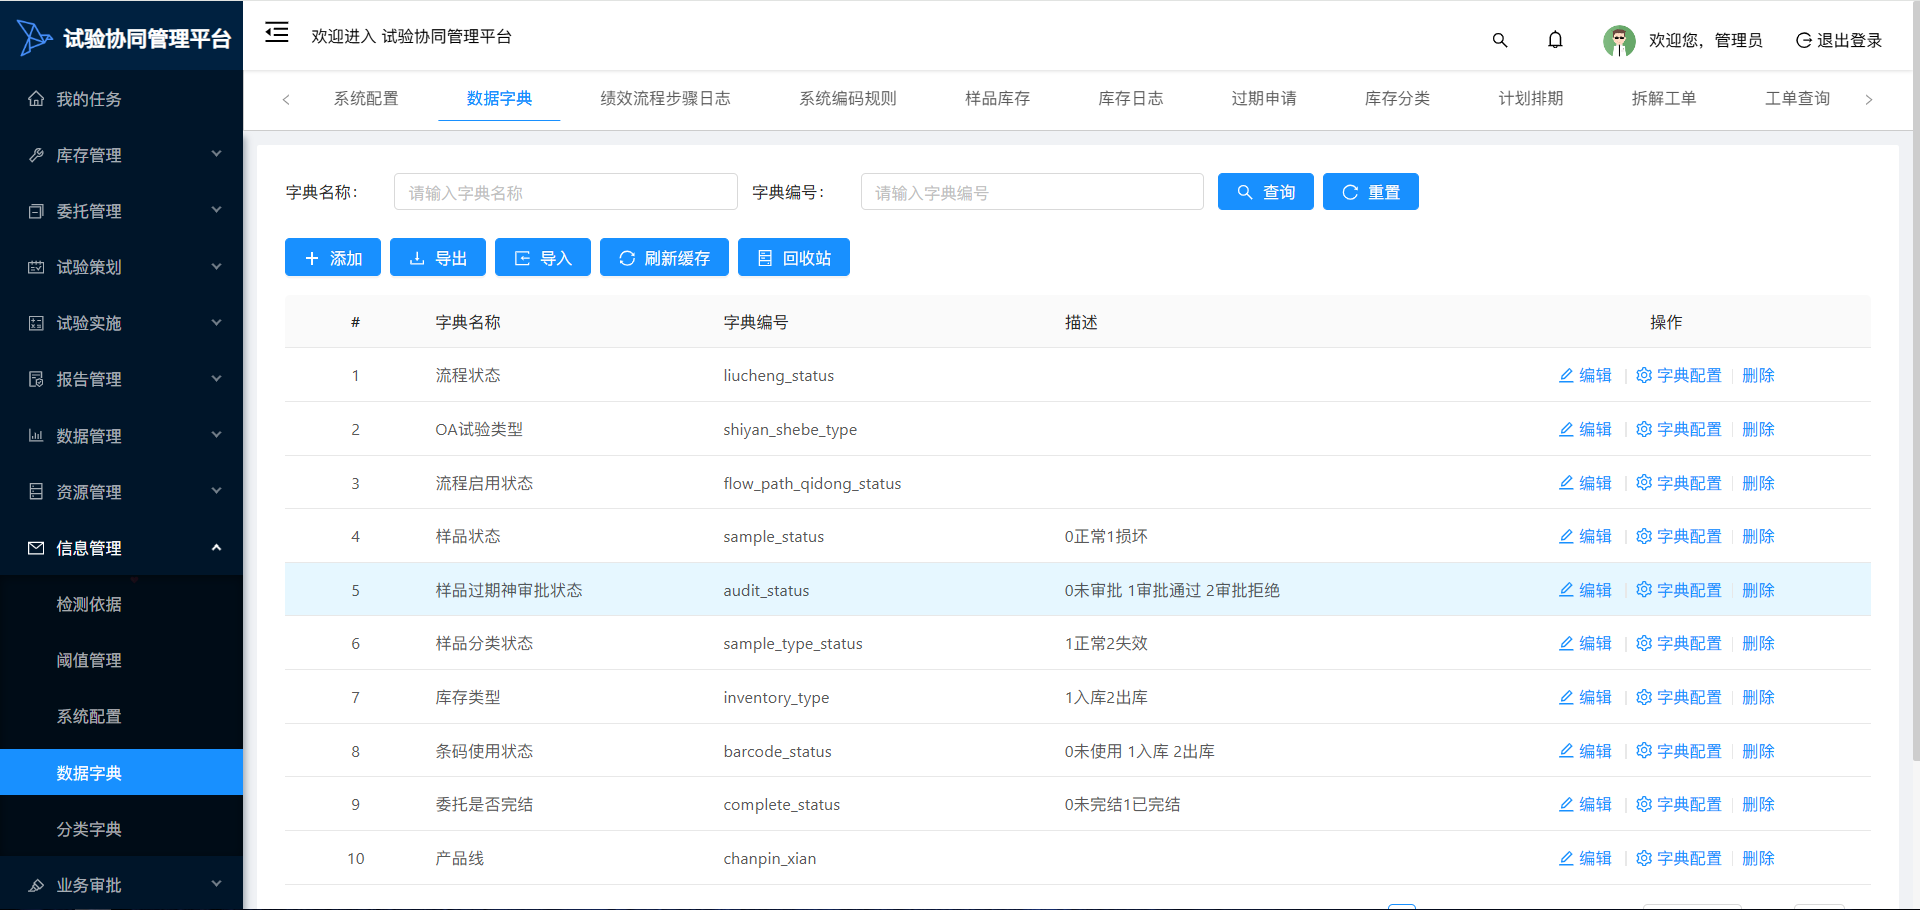 试验协同管理平台
欢迎进入 试验协同管理平台
欢迎您，管理员
退出登录
我的任务
库存管理
委托管理
试验策划
试验实施
报告管理
数据管理
资源管理
信息管理
检测依据
阈值管理
系统配置
数据字典
分类字典
业务审批
系统配置
数据字典
绩效流程步骤日志
系统编码规则
样品库存
库存日志
过期申请
库存分类
计划排期
拆解工单
工单查询
字典名称：
请输入字典名称
字典编号：
请输入字典编号
查询
重置
添加
导出
导入
刷新缓存
回收站
# 字典名称 字典编号 描述 操作
1 流程状态 liucheng_status 编辑 字典配置 删除
2 OA试验类型 shiyan_shebe_type 编辑 字典配置 删除
3 流程启用状态 flow_path_qidong_status 编辑 字典配置 删除
4 样品状态 sample_status 0正常1损坏 编辑 字典配置 删除
5 样品过期神审批状态 audit_status 0未审批 1审批通过 2审批拒绝 编辑 字典配置 删除
6 样品分类状态 sample_type_status 1正常2失效 编辑 字典配置 删除
7 库存类型 inventory_type 1入库2出库 编辑 字典配置 删除
8 条码使用状态 barcode_status 0未使用 1入库 2出库 编辑 字典配置 删除
9 委托是否完结 complete_status 0未完结1已完结 编辑 字典配置 删除
10 产品线 chanpin_xian 编辑 字典配置 删除